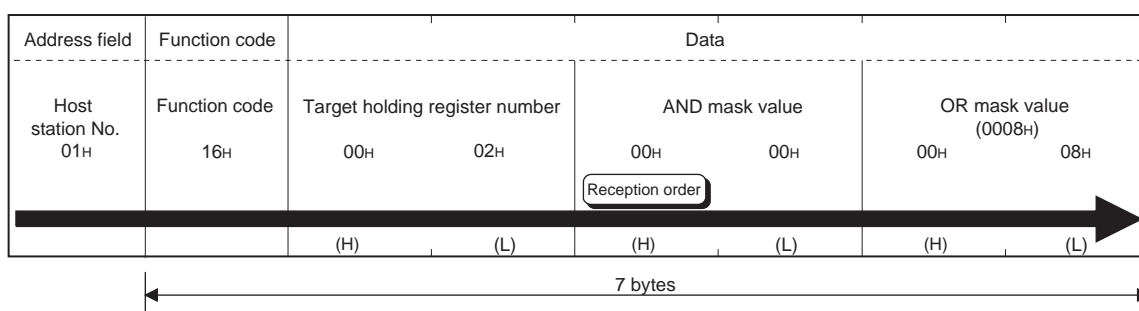 Address field Function code Data
Host station No. 01H
Function code 16H
Target holding register number
00H 02H
AND mask value
00H 00H
OR mask value
(0008H)
00H 08H
Reception order
(H) (L) (H) (L) (H) (L)
7 bytes